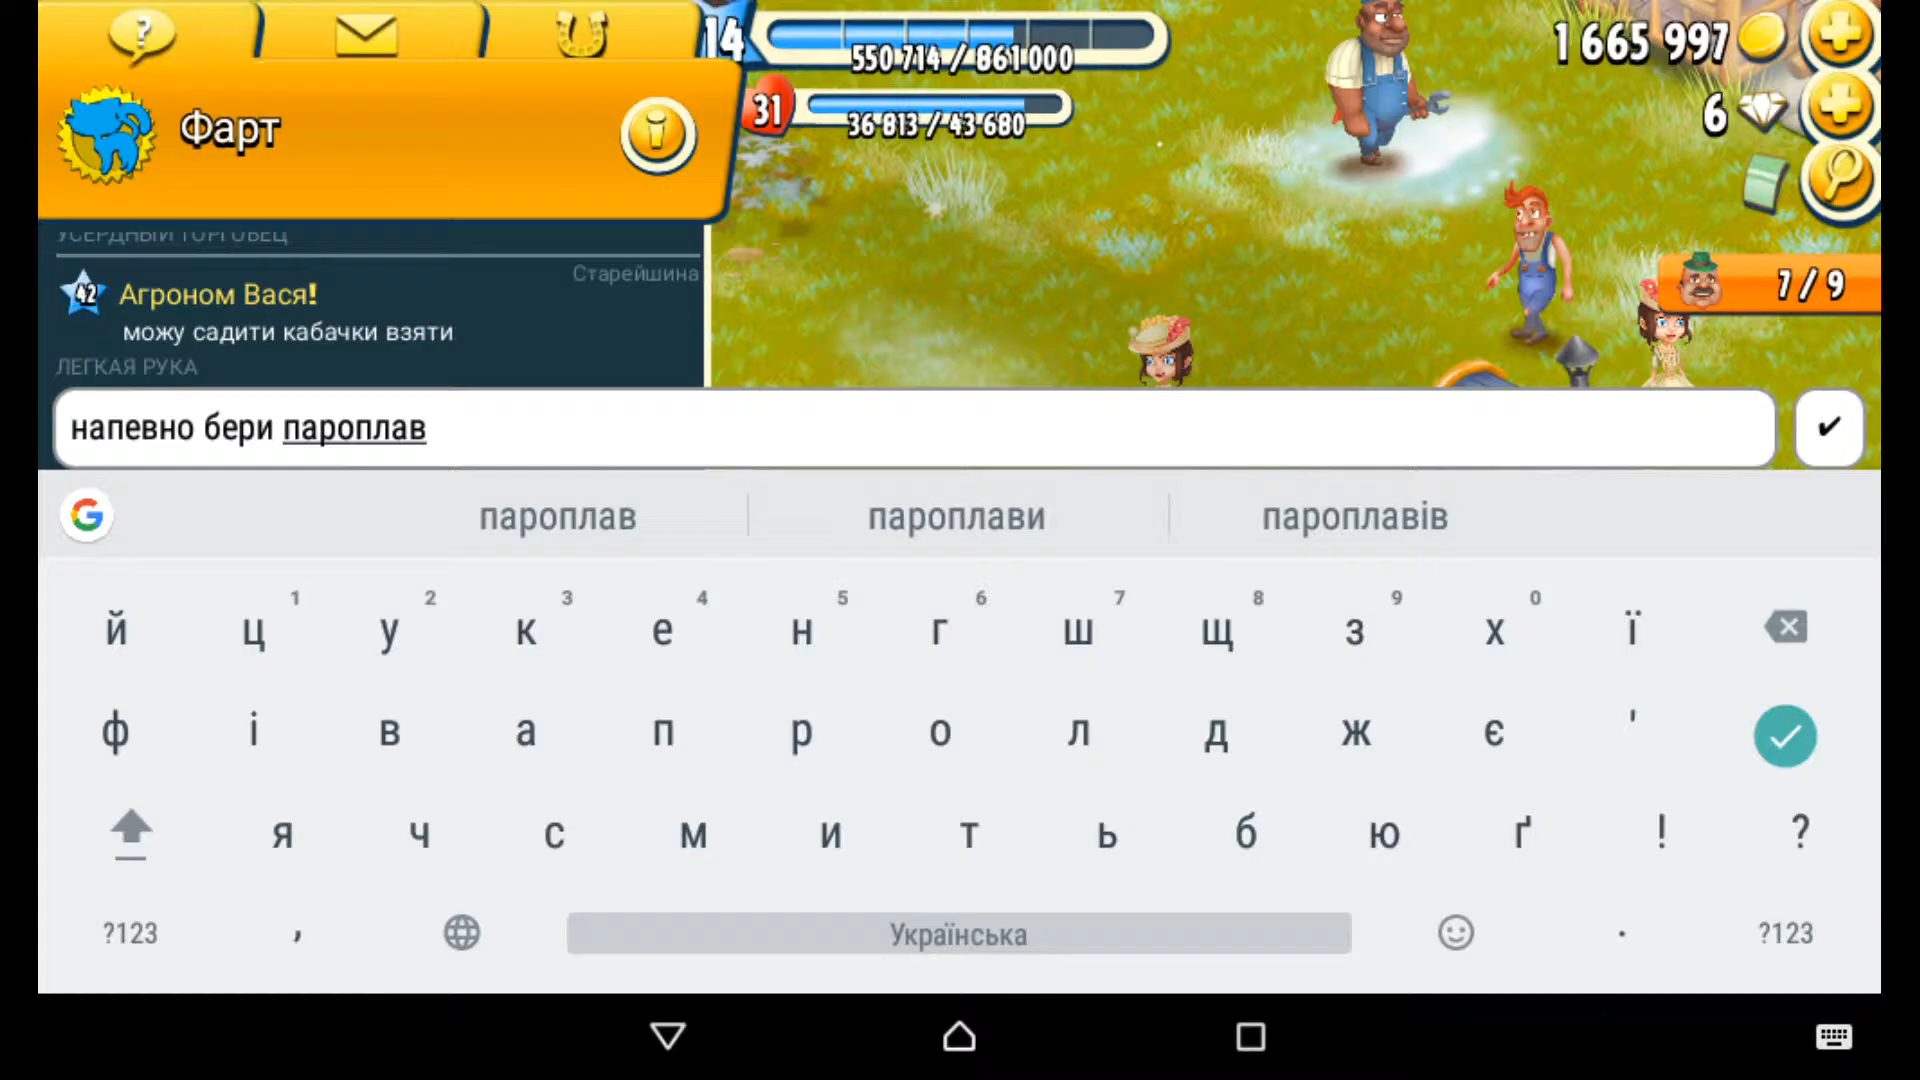 14
550 714 / 861 000
1 665 997
31
36 813 / 43 680
6
Фарт
УСЕРДНЫЙ ТОРГОВЕЦ
Старейшина
42
Агроном Вася!
можу садити кабачки взяти
ЛЕГКАЯ РУКА
7 / 9
напевно бери пароплав
пароплав пароплави пароплавів
1 2 3 4 5 6 7 8 9 0
й ц у к е н г ш щ з х ї
ф і в а п р о л д ж є '
я ч с м и т ь б ю ґ ! ?
?123 , Українська . ?123